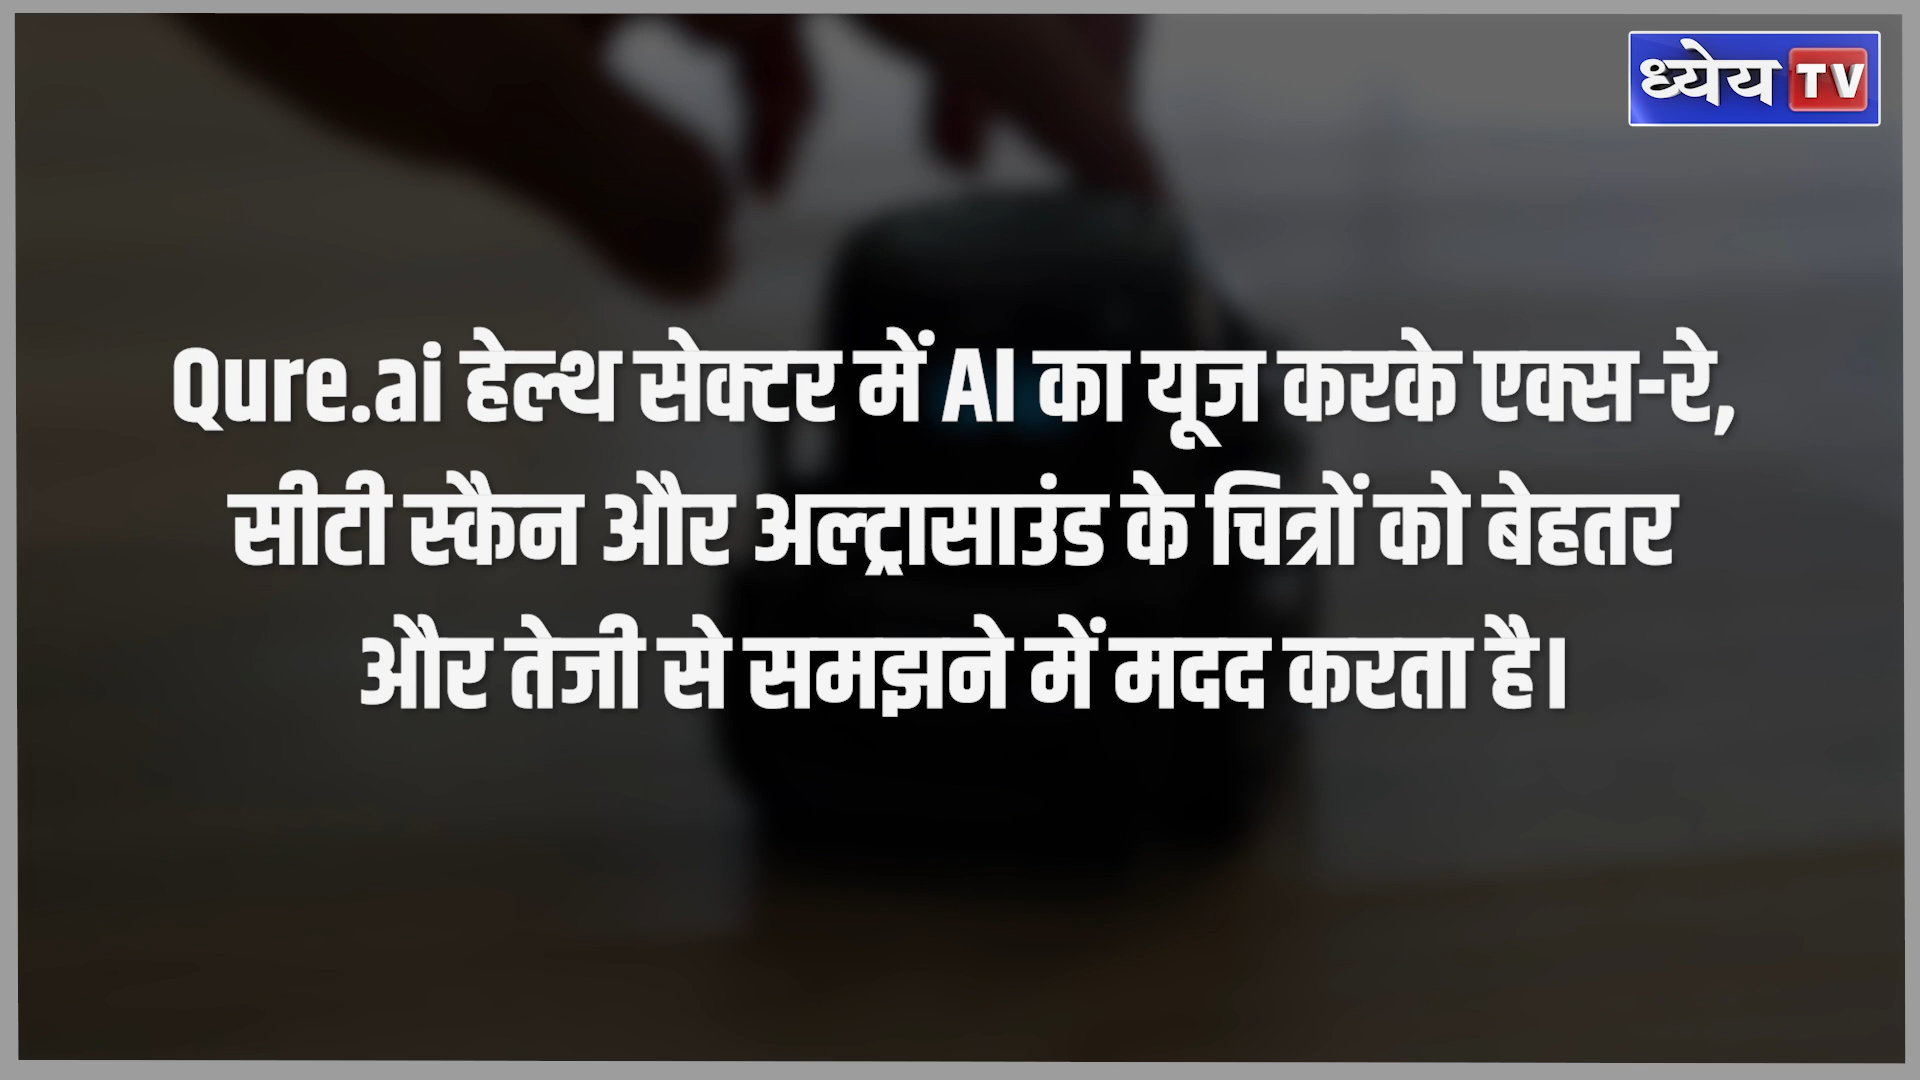 ध्येय TV
Qure.ai हेल्थ सेक्टर में AI का यूज करके एक्स-रे,
सीटी स्कैन और अल्ट्रासाउंड के चित्रों को बेहतर
और तेजी से समझने में मदद करता है।